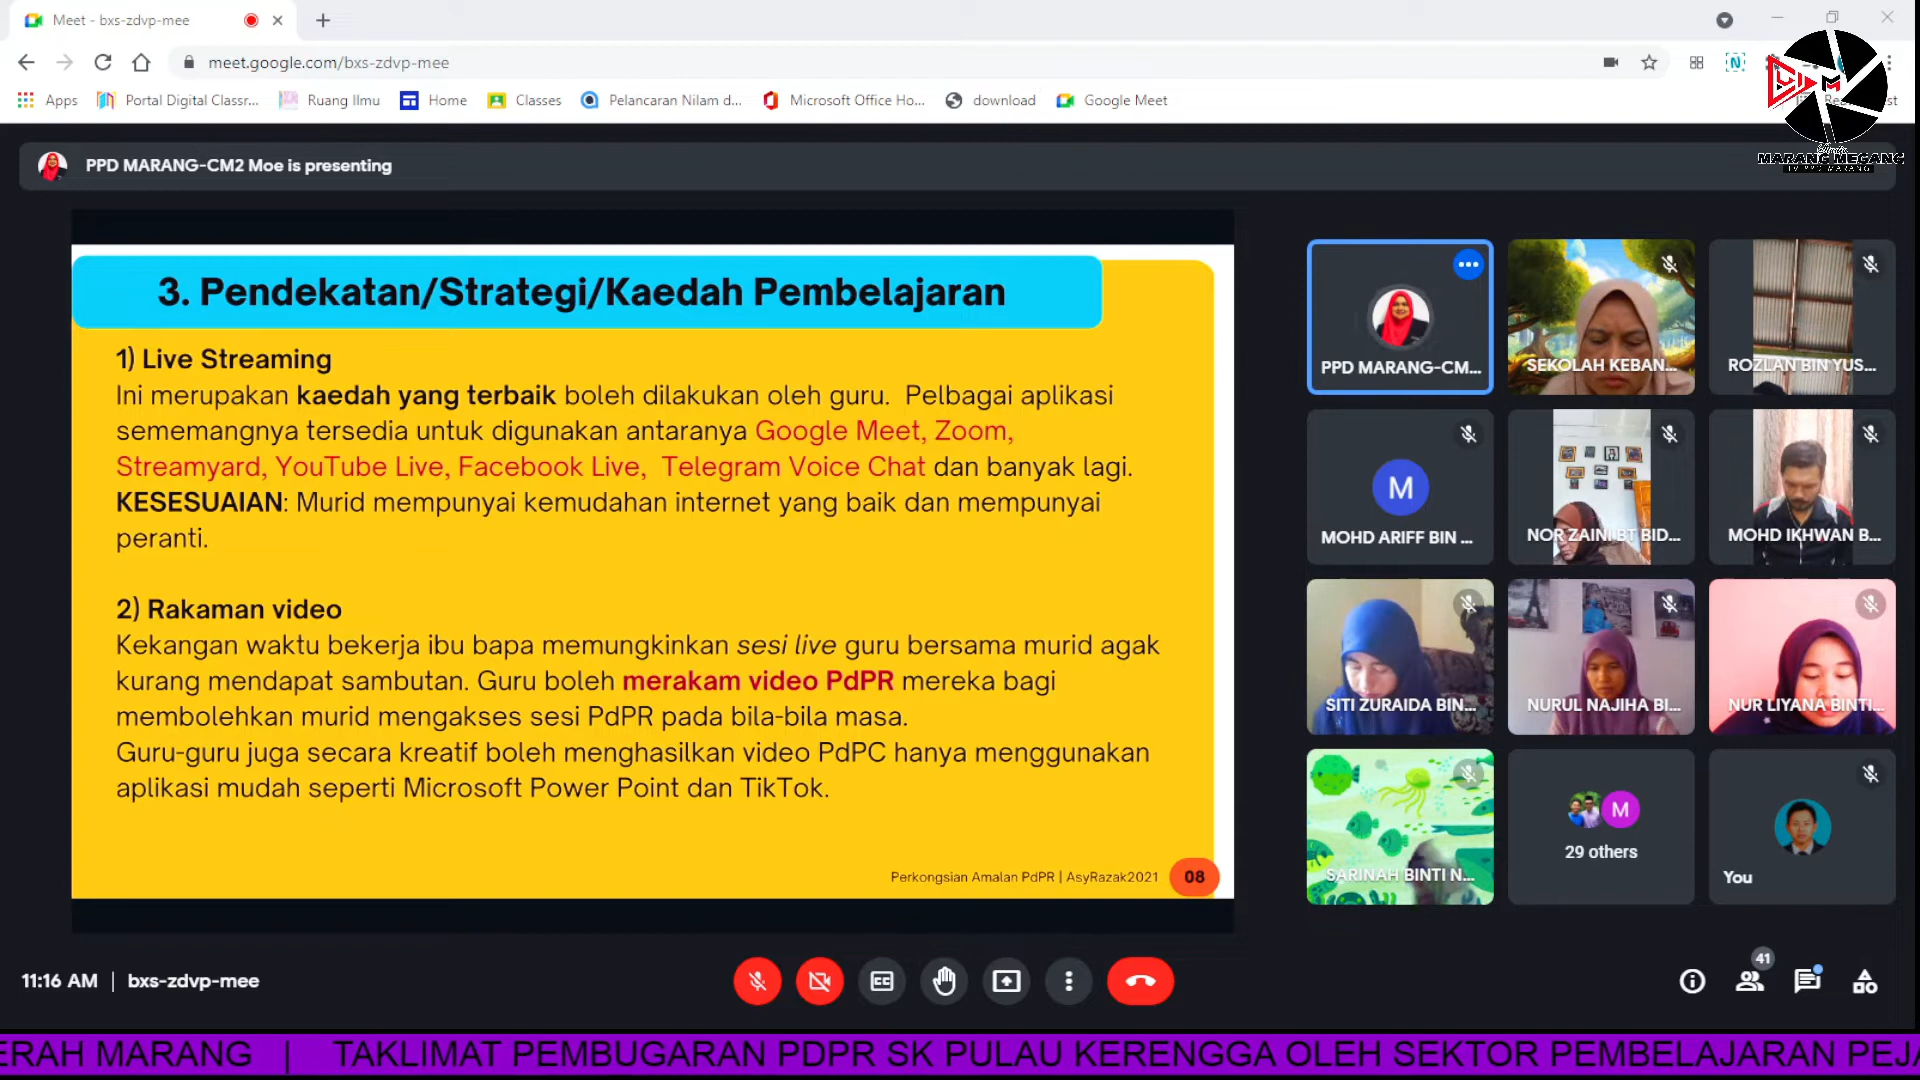 Meet - bxs-zdvp-mee
meet.google.com/bxs-zdvp-mee
Apps
Portal Digital Classr...
Ruang Ilmu
Home
Classes
Pelancaran Nilam d...
Microsoft Office Ho...
download
Google Meet
MARANG MEGANG
TV PPD MARANG
PPD MARANG-CM2 Moe is presenting
3. Pendekatan/Strategi/Kaedah Pembelajaran
1) Live Streaming
Ini merupakan kaedah yang terbaik boleh dilakukan oleh guru. Pelbagai aplikasi
sememangnya tersedia untuk digunakan antaranya Google Meet, Zoom,
Streamyard, YouTube Live, Facebook Live, Telegram Voice Chat dan banyak lagi.
KESESUAIAN: Murid mempunyai kemudahan internet yang baik dan mempunyai
peranti.
2) Rakaman video
Kekangan waktu bekerja ibu bapa memungkinkan sesi live guru bersama murid agak
kurang mendapat sambutan. Guru boleh merakam video PdPR mereka bagi
membolehkan murid mengakses sesi PdPR pada bila-bila masa.
Guru-guru juga secara kreatif boleh menghasilkan video PdPC hanya menggunakan
aplikasi mudah seperti Microsoft Power Point dan TikTok.
Perkongsian Amalan PdPR | AsyRazak2021
08
PPD MARANG-CM...
SEKOLAH KEBAN...
ROZLAN BIN YUS...
M
MOHD ARIFF BIN ...
NOR ZAINI BT BID...
MOHD IKHWAN B...
SITI ZURAIDA BIN...
NURUL NAJIHA BI...
NUR LIYANA BINTI...
SARINAH BINTI N...
M
29 others
You
11:16 AM | bxs-zdvp-mee
41
ERAH MARANG | TAKLIMAT PEMBUGARAN PDPR SK PULAU KERENGGA OLEH SEKTOR PEMBELAJARAN PEJA